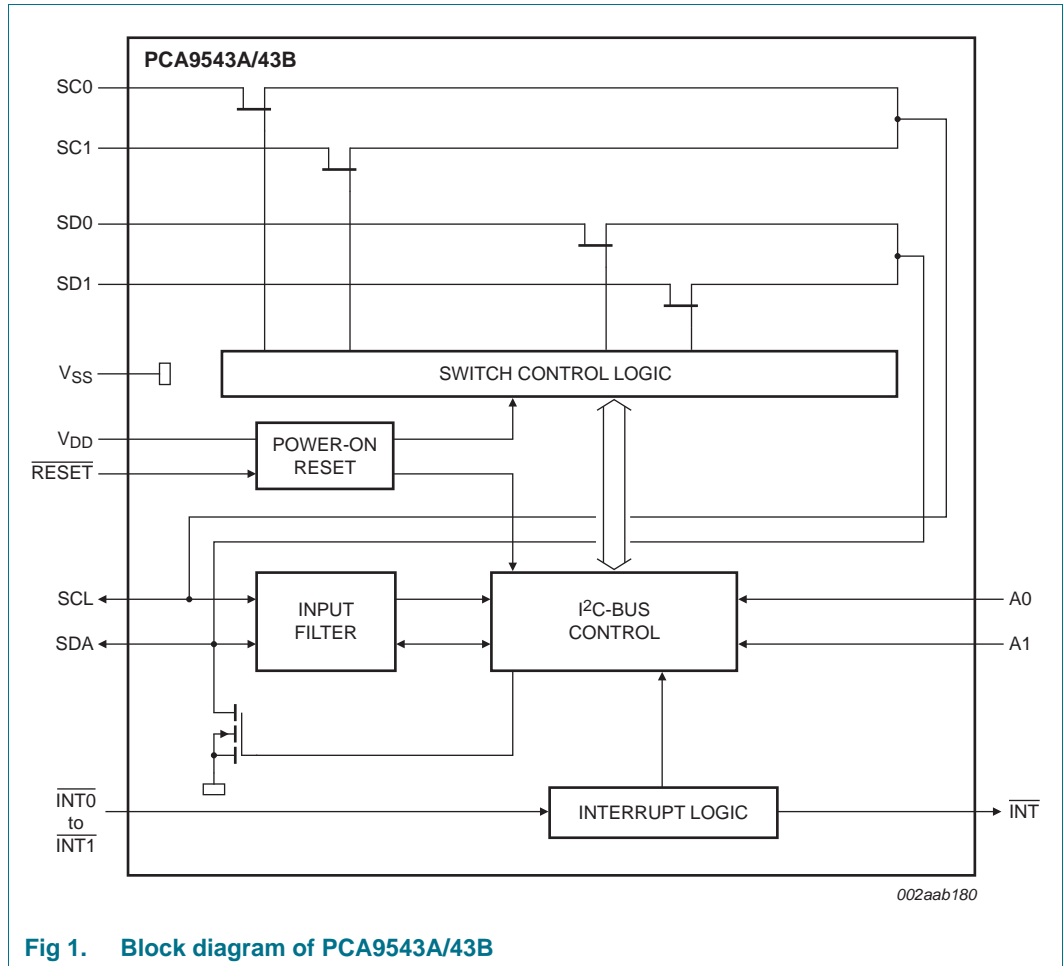 PCA9543A/43B
SC0
SC1
SD0
SD1
VSS
SWITCH CONTROL LOGIC
VDD
POWER-ON
RESET
RESET
SCL
SDA
INPUT
FILTER
I2C-BUS
CONTROL
A0
A1
INT0
to
INT1
INTERRUPT LOGIC
INT
002aab180
Fig 1. Block diagram of PCA9543A/43B